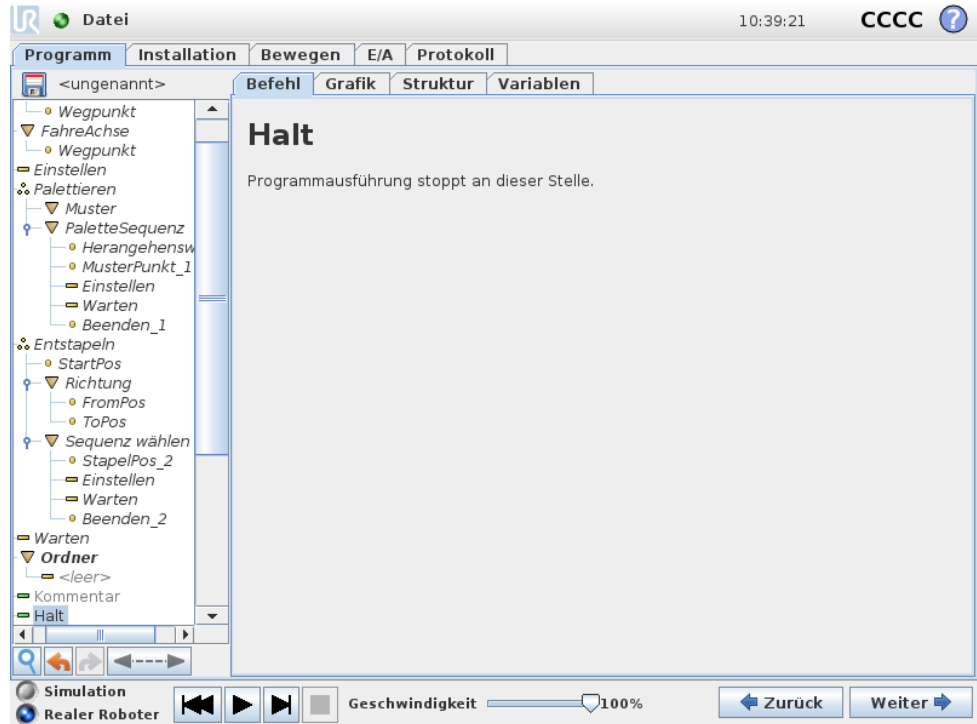 UR Datei 10:39:21 CCCC ?
Programm Installation Bewegen E/A Protokoll
<ungenannt> Befehl Grafik Struktur Variablen
Wegpunkt
FahreAchse
Wegpunkt
Einstellen
Palettieren
Muster
PaletteSequenz
Herangehensw
MusterPunkt_1
Einstellen
Warten
Beenden_1
Entstapeln
StartPos
Richtung
FromPos
ToPos
Sequenz wählen
StapelPos_2
Einstellen
Warten
Beenden_2
Warten
Ordner
<leer>
Kommentar
Halt
Halt
Programmausführung stoppt an dieser Stelle.
Simulation
Realer Roboter
Geschwindigkeit 100%
Zurück Weiter